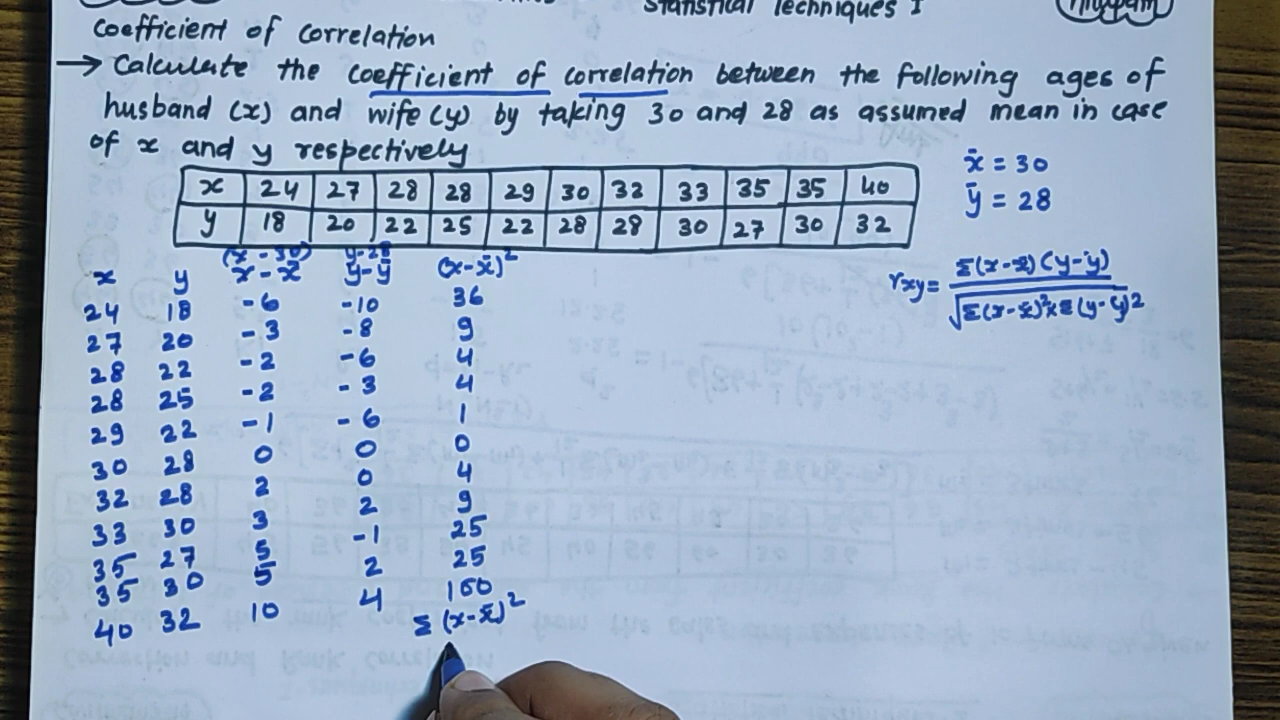 Statistical Techniques I
Coefficient of correlation
→ Calculate the coefficient of correlation between the following ages of
husband (x) and wife (y) by taking 30 and 28 as assumed mean in case
of x and y respectively
x̄ = 30
ȳ = 28
x 24 27 28 28 29 30 32 33 35 35 40
y 18 20 22 25 22 28 28 30 27 30 32
(x - 30) y-28
x y x-x̄ y-ȳ (x-x̄)²
rxy = Σ(x-x̄)(y-ȳ)
√Σ(x-x̄)²xΣ(y-ȳ)²
24 18 -6 -10 36
27 20 -3 -8 9
28 22 -2 -6 4
28 25 -2 -3 4
29 22 -1 -6 1
30 28 0 0 0
32 28 2 0 4
33 30 3 2 9
35 27 5 -1 25
35 30 5 2 25
40 32 10 4 100
Σ(x-x̄)²